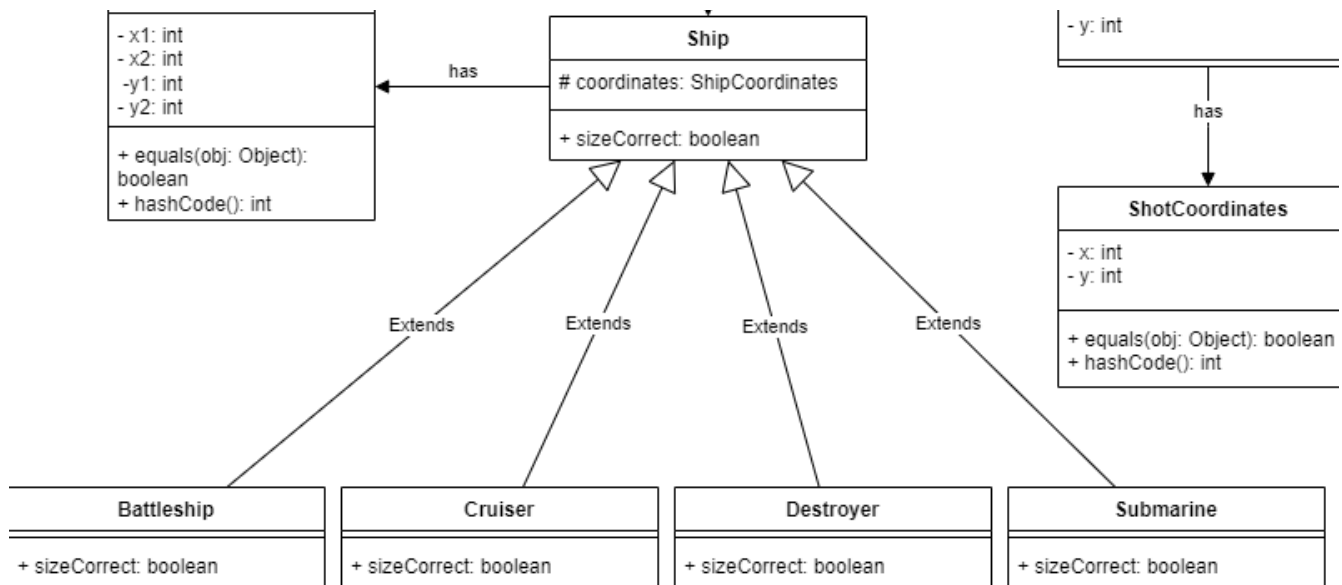 - x1: int
- x2: int
-y1: int
- y2: int
+ equals(obj: Object):
boolean
+ hashCode(): int
has
Ship
# coordinates: ShipCoordinates
+ sizeCorrect: boolean
- y: int
has
ShotCoordinates
- x: int
- y: int
+ equals(obj: Object): boolean
+ hashCode(): int
Extends
Extends
Extends
Extends
Battleship
+ sizeCorrect: boolean
Cruiser
+ sizeCorrect: boolean
Destroyer
+ sizeCorrect: boolean
Submarine
+ sizeCorrect: boolean